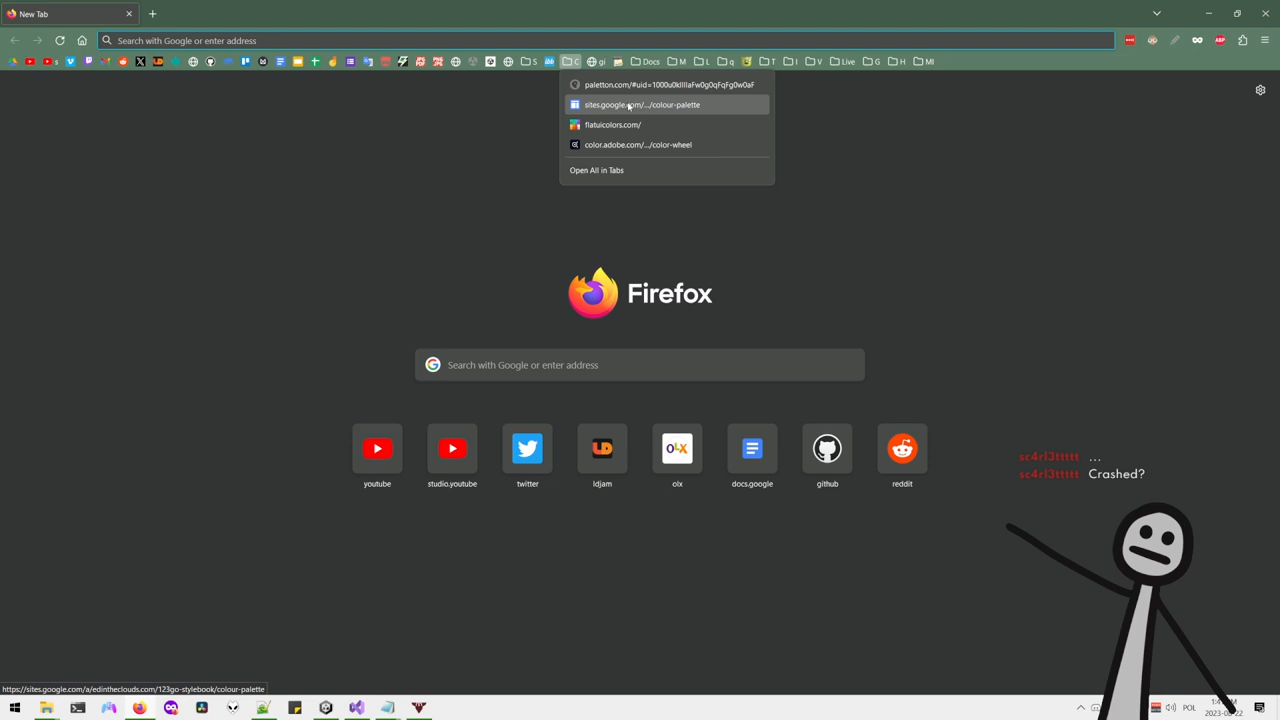 New Tab
Search with Google or enter address
S
C
gi
Docs
M
L
q
T
I
V
Live
G
H
MI
paletton.com/#uid=1000u0kllllaFw0g0qFqFg0w0aF
sites.google.com/.../colour-palette
flatuicolors.com/
color.adobe.com/.../color-wheel
Open All in Tabs
Firefox
Search with Google or enter address
youtube
studio.youtube
twitter
ldjam
olx
docs.google
github
reddit
sc4rl3ttttt ...
sc4rl3ttttt Crashed?
https://sites.google.com/a/edintheclouds.com/123go-stylebook/colour-palette
POL